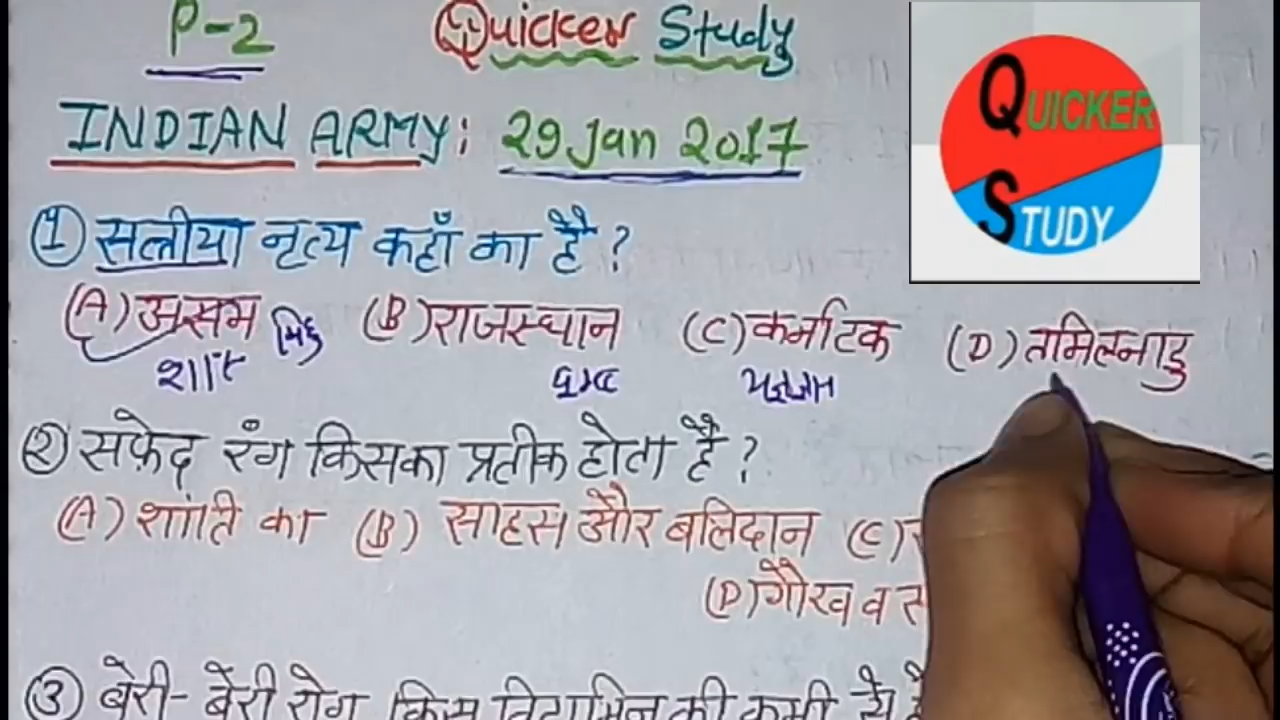 P-2 Quicker Study
QUICKER
STUDY
INDIAN ARMY: 29 Jan 2017
① सत्रीया नृत्य कहाँ का है ?
(A) असम (B) राजस्थान (C) कर्नाटक (D) तमिलनाडु
② सफ़ेद रंग किसका प्रतीक होता है ?
(A) शांति का (B) साहस और बलिदान (C)
(D) गौरव व
③ बेरी-बेरी रोग किस विटामिन की कमी से